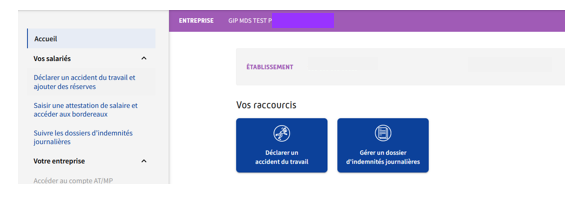 ENTREPRISE GIP MDS TEST P
Accueil
Vos salariés
Déclarer un accident du travail et
ajouter des réserves
Saisir une attestation de salaire et
accéder aux bordereaux
Suivre les dossiers d'indemnités
journalières
Votre entreprise
Accéder au compte AT/MP
ÉTABLISSEMENT
Vos raccourcis
Déclarer un
accident du travail
Gérer un dossier
d'indemnités journalières